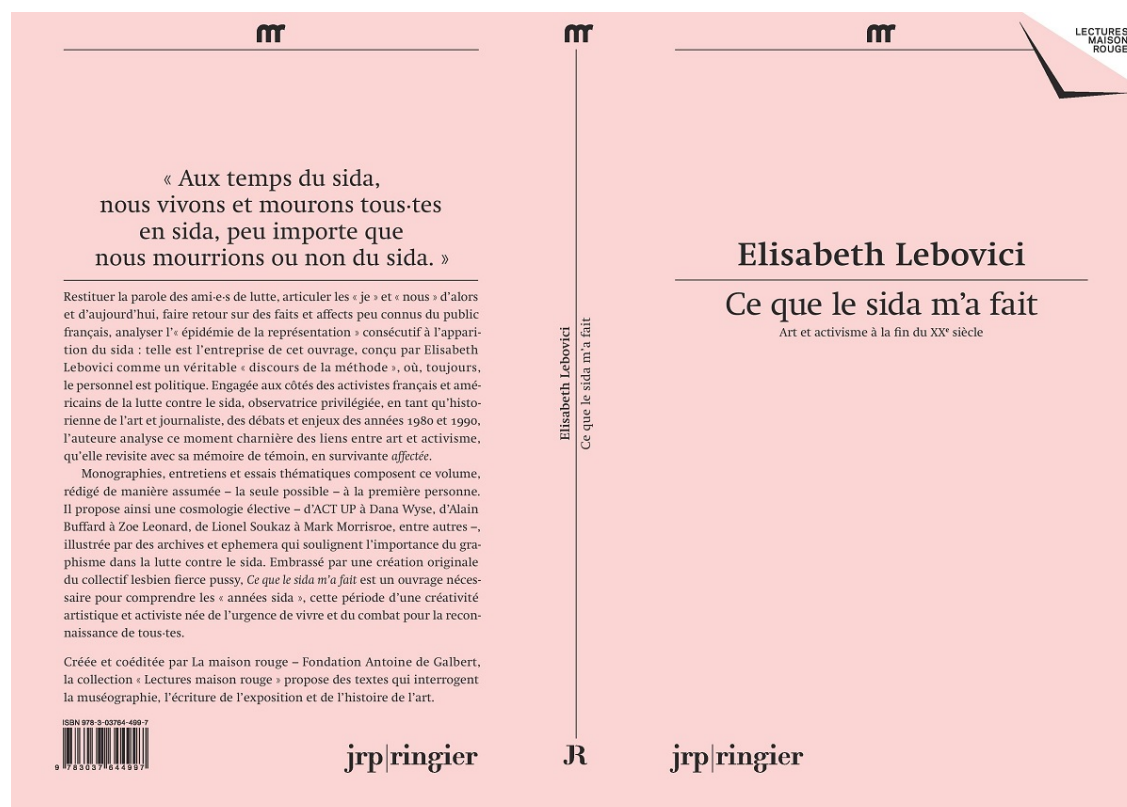 mr
« Aux temps du sida,
nous vivons et mourons tous·tes
en sida, peu importe que
nous mourrions ou non du sida. »
Restituer la parole des ami·e·s de lutte, articuler les « je » et « nous » d’alors
et d’aujourd’hui, faire retour sur des faits et affects peu connus du public
français, analyser l’« épidémie de la représentation » consécutif à l’appari-
tion du sida : telle est l’entreprise de cet ouvrage, conçu par Elisabeth
Lebovici comme un véritable « discours de la méthode », où, toujours,
le personnel est politique. Engagée aux côtés des activistes français et amé-
ricains de la lutte contre le sida, observatrice privilégiée, en tant qu’histo-
rienne de l’art et journaliste, des débats et enjeux des années 1980 et 1990,
l’auteure analyse ce moment charnière des liens entre art et activisme,
qu’elle revisite avec sa mémoire de témoin, en survivante affectée.
Monographies, entretiens et essais thématiques composent ce volume,
rédigé de manière assumée – la seule possible – à la première personne.
Il propose ainsi une cosmologie élective – d’ACT UP à Dana Wyse, d’Alain
Buffard à Zoe Leonard, de Lionel Soukaz à Mark Morrisroe, entre autres –,
illustrée par des archives et ephemera qui soulignent l’importance du gra-
phisme dans la lutte contre le sida. Embrassé par une création originale
du collectif lesbien fierce pussy, Ce que le sida m’a fait est un ouvrage néces-
saire pour comprendre les « années sida », cette période d’une créativité
artistique et activiste née de l’urgence de vivre et du combat pour la recon-
naissance de tous·tes.
Créée et coéditée par La maison rouge – Fondation Antoine de Galbert,
la collection « Lectures maison rouge » propose des textes qui interrogent
la muséographie, l’écriture de l’exposition et de l’histoire de l’art.
ISBN 978-3-03764-499-7
9 783037 644997
jrp|ringier
mr
Elisabeth Lebovici
Ce que le sida m’a fait
JR
mr
LECTURES
MAISON
ROUGE
Elisabeth Lebovici
Ce que le sida m’a fait
Art et activisme à la fin du XXᵉ siècle
jrp|ringier